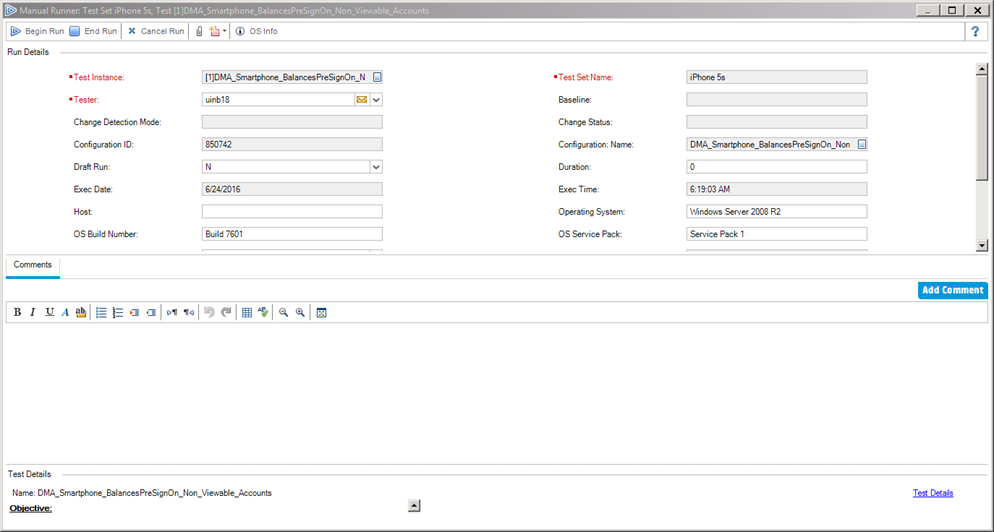 Manual Runner: Test Set iPhone 5s, Test [1]DMA_Smartphone_BalancesPreSignOn_Non_Viewable_Accounts
Begin Run End Run Cancel Run OS Info ?
Run Details
Test Instance: [1]DMA_Smartphone_BalancesPreSignOn_N Test Set:Name: iPhone 5s
Tester: uinb18 Baseline:
Change Detection Mode: Change Status:
Configuration ID: 850742 Configuration: Name: DMA_Smartphone_BalancesPreSignOn_Non
Draft Run: N Duration: 0
Exec Date: 6/24/2016 Exec Time: 6:19:03 AM
Host: Operating System: Windows Server 2008 R2
OS Build Number: Build 7601 OS Service Pack: Service Pack 1
Comments
Add Comment
B I U A ab
Test Details
Name: DMA_Smartphone_BalancesPreSignOn_Non_Viewable_Accounts Test Details
Objective: